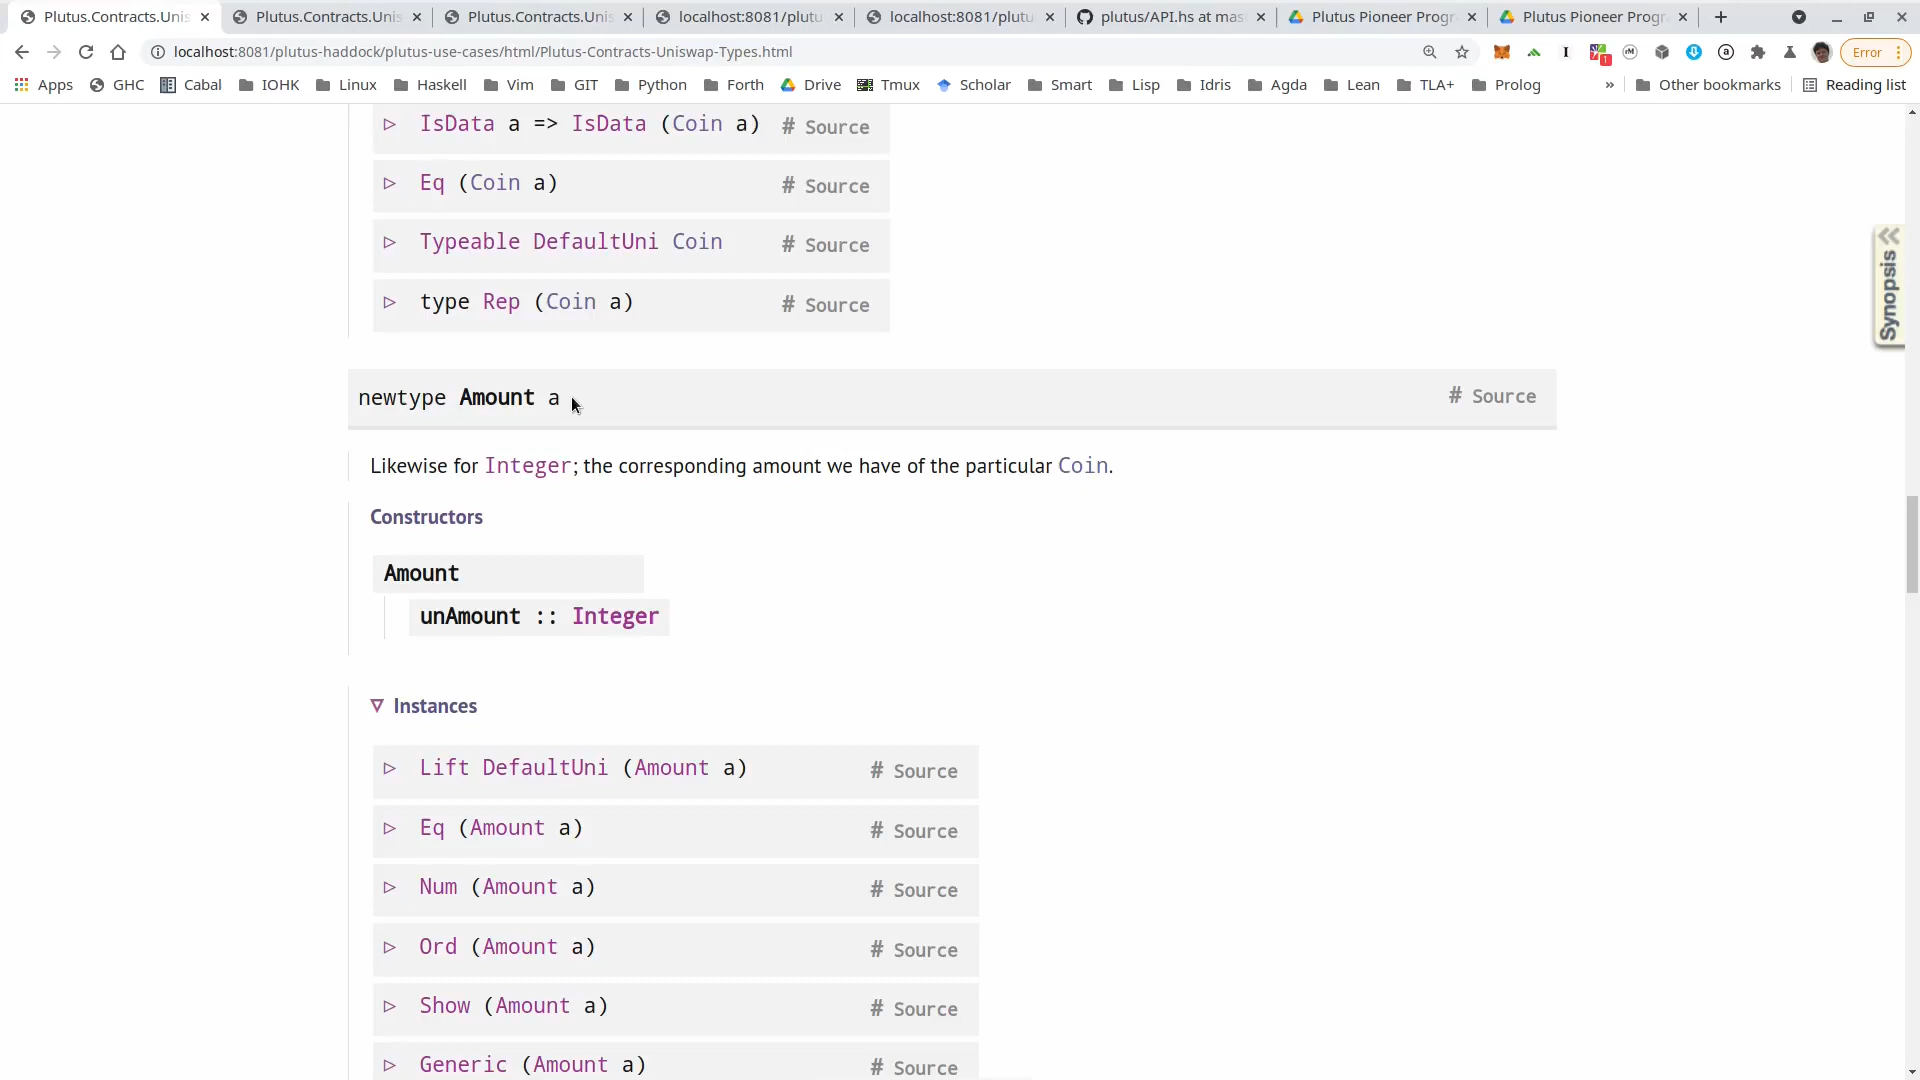 Plutus.Contracts.Unis × Plutus.Contracts.Unis × Plutus.Contracts.Unis × localhost:8081/plutu × localhost:8081/plutu × plutus/API.hs at mas × Plutus Pioneer Progr × Plutus Pioneer Progr × +
localhost:8081/plutus-haddock/plutus-use-cases/html/Plutus-Contracts-Uniswap-Types.html I 1 Error
Apps GHC Cabal IOHK Linux Haskell Vim GIT Python Forth Drive Tmux Scholar Smart Lisp Idris Agda Lean TLA+ Prolog » Other bookmarks Reading list
IsData a => IsData (Coin a) # Source
Eq (Coin a) # Source
Typeable DefaultUni Coin # Source
type Rep (Coin a) # Source
Synopsis
newtype Amount a # Source
Likewise for Integer; the corresponding amount we have of the particular Coin.
Constructors
Amount
unAmount :: Integer
Instances
Lift DefaultUni (Amount a) # Source
Eq (Amount a) # Source
Num (Amount a) # Source
Ord (Amount a) # Source
Show (Amount a) # Source
Generic (Amount a) # Source